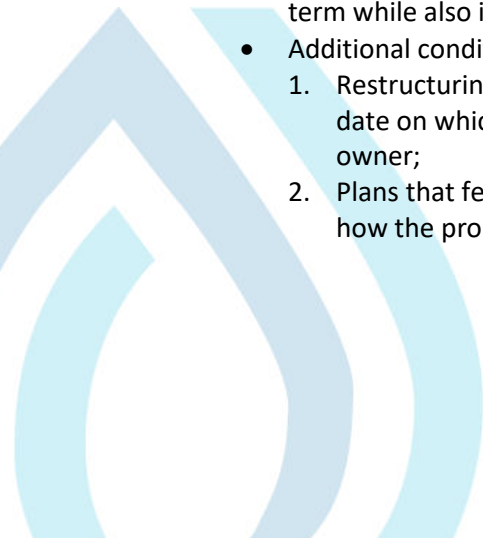 term while also i
• Additional condi
1. Restructurin
date on whic
owner;
2. Plans that fe
how the pro